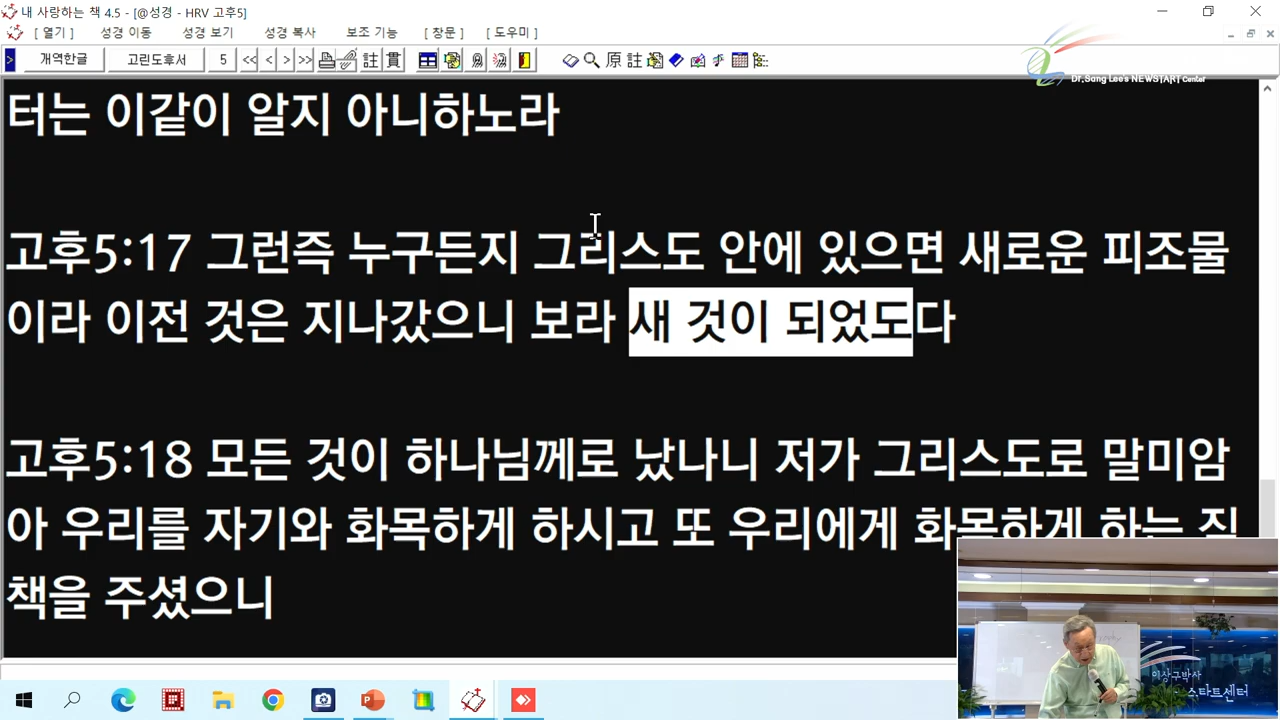 내 사랑하는 책 4.5 - [@성경 - HRV 고후5]
[ 열기 ] 성경 이동 성경 보기 성경 복사 보조 기능 [ 창문 ] [ 도우미 ]
개역한글 고린도후서 5 << < > >> 註 貫 原 註
Dr.Sang Lee's NEWSTART Center
터는 이같이 알지 아니하노라
고후5:17 그런즉 누구든지 그리스도 안에 있으면 새로운 피조물
이라 이전 것은 지나갔으니 보라 새 것이 되었도다
고후5:18 모든 것이 하나님께로 났나니 저가 그리스도로 말미암
아 우리를 자기와 화목하게 하시고 또 우리에게 화목하게 하는 직
책을 주셨으니
이상구박사
스타트센터